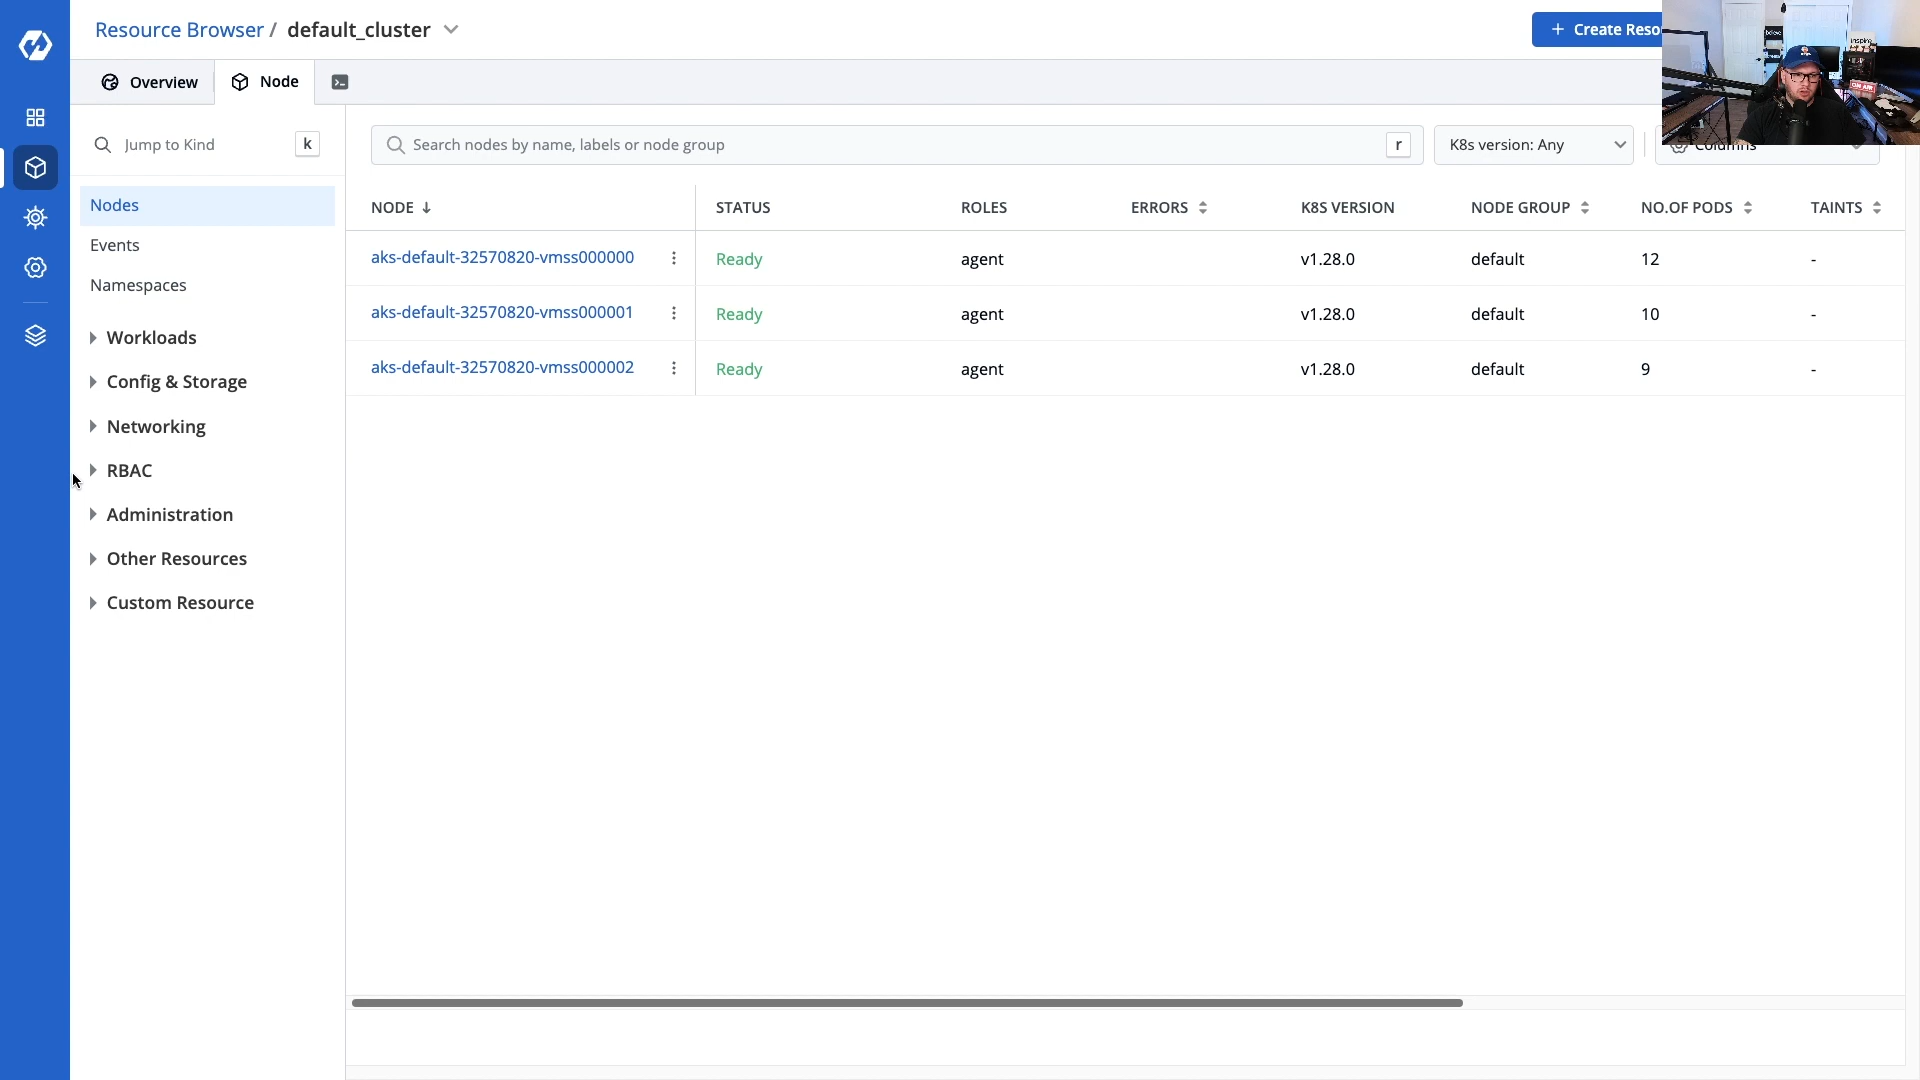 Resource Browser / default_cluster
+ Create Reso
Overview
Node
Jump to Kind
k
Search nodes by name, labels or node group
r
K8s version: Any
Columns
Nodes
Events
Namespaces
Workloads
Config & Storage
Networking
RBAC
Administration
Other Resources
Custom Resource
NODE STATUS ROLES ERRORS K8S VERSION NODE GROUP NO.OF PODS TAINTS
aks-default-32570820-vmss000000 Ready agent v1.28.0 default 12 -
aks-default-32570820-vmss000001 Ready agent v1.28.0 default 10 -
aks-default-32570820-vmss000002 Ready agent v1.28.0 default 9 -
inspire
ON AIR